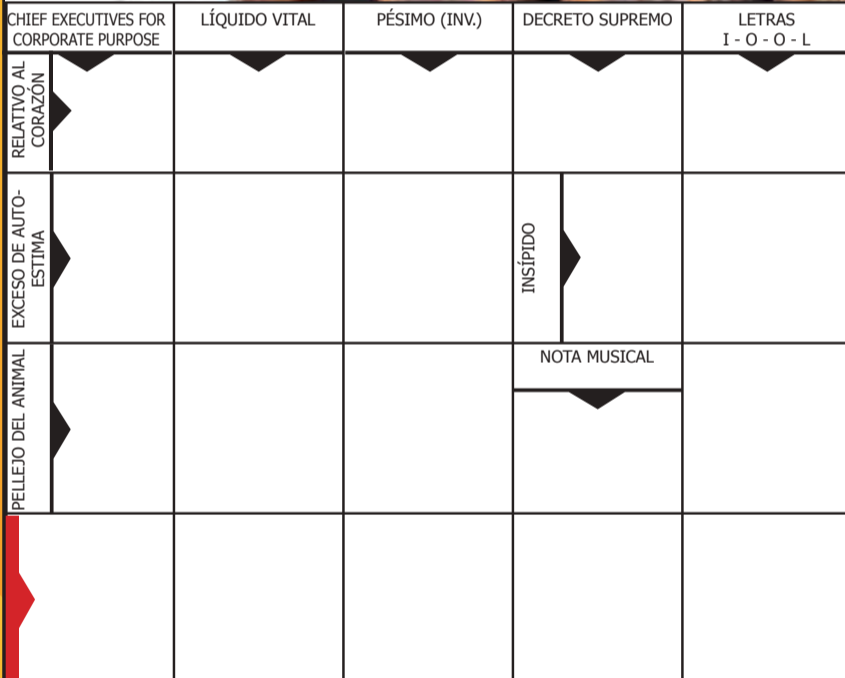 CHIEF EXECUTIVES FOR
CORPORATE PURPOSE
LÍQUIDO VITAL
PÉSIMO (INV.)
DECRETO SUPREMO
LETRAS
I - O - O - L
RELATIVO AL
CORAZÓN
EXCESO DE AUTO-
ESTIMA
INSÍPIDO
PELLEJO DEL ANIMAL
NOTA MUSICAL